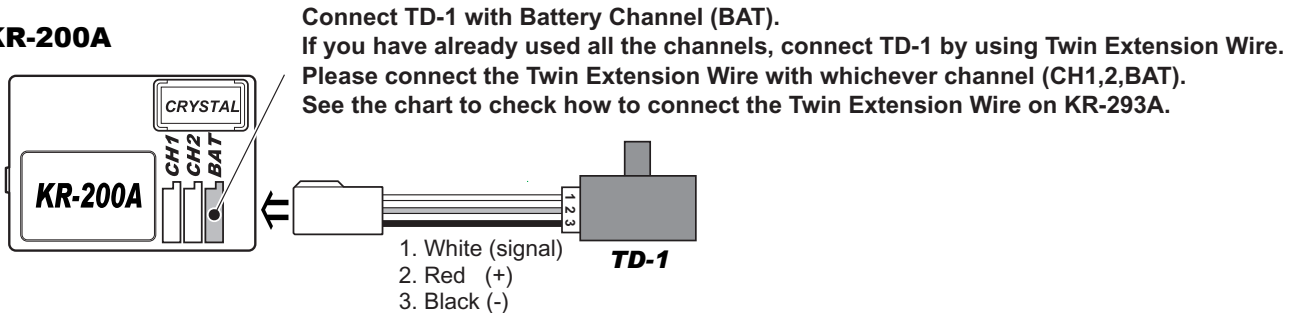 Connect TD-1 with Battery Channel (BAT).
KR-200A
If you have already used all the channels, connect TD-1 by using Twin Extension Wire.
Please connect the Twin Extension Wire with whichever channel (CH1,2,BAT).
See the chart to check how to connect the Twin Extension Wire on KR-293A.
CRYSTAL
CH1
CH2
BAT
KR-200A
1
2
3
1. White (signal)
2. Red (+)
3. Black (-)
TD-1